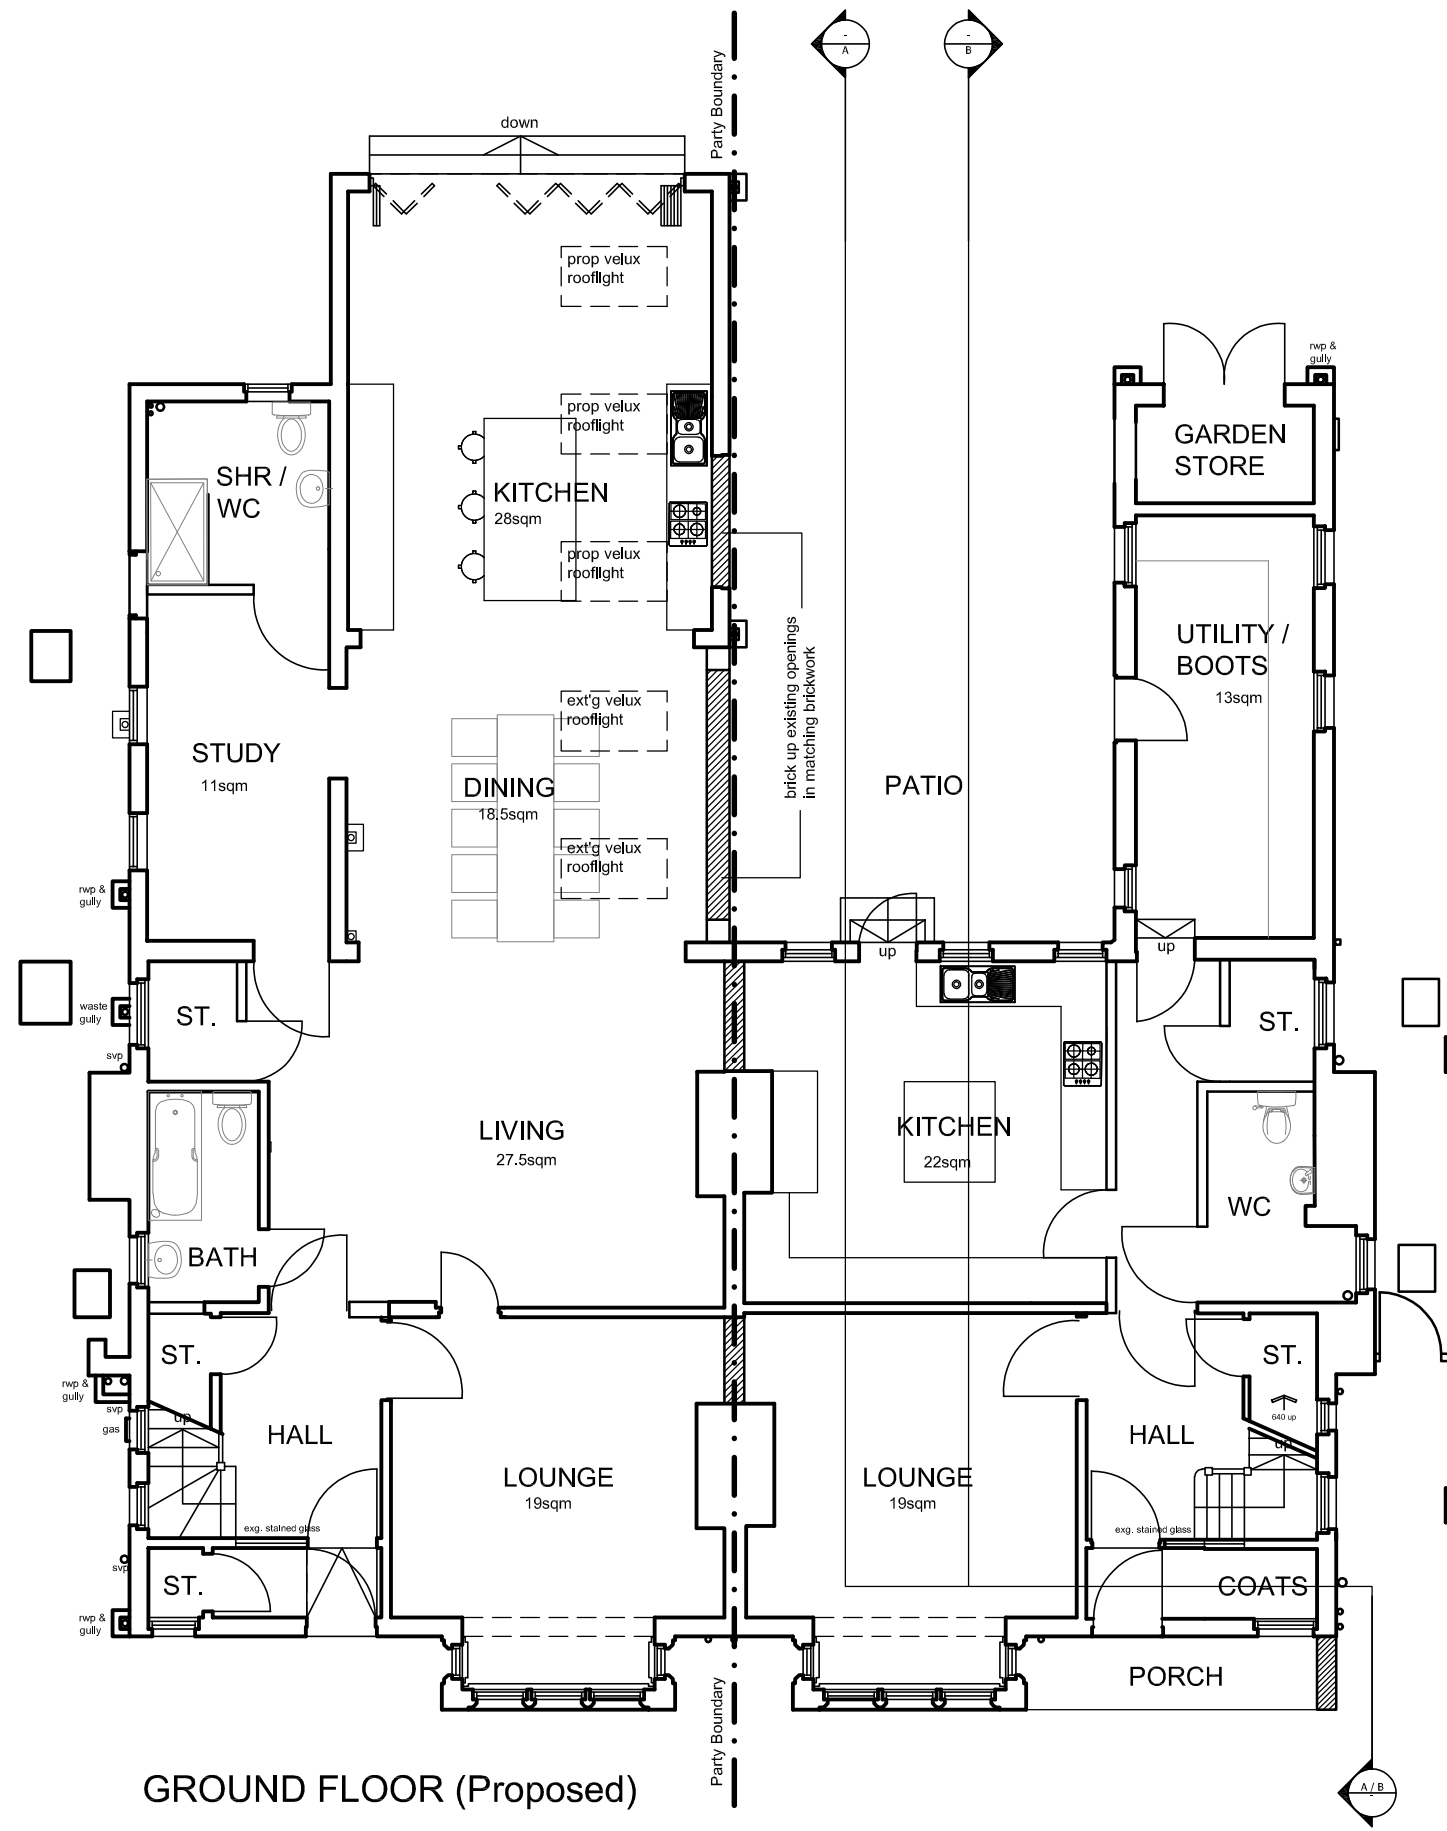 -
A
-
B
Party Boundary
down
prop velux
rooflight
rwp &
gully
prop velux
rooflight
GARDEN
STORE
SHR /
WC
KITCHEN
28sqm
prop velux
rooflight
brick up existing openings
in matching brickwork
UTILITY /
BOOTS
13sqm
ext'g velux
rooflight
STUDY
11sqm
DINING
18.5sqm
PATIO
ext'g velux
rooflight
rwp &
gully
up
up
waste
gully
ST.
ST.
svp
LIVING
27.5sqm
KITCHEN
22sqm
WC
BATH
ST.
ST.
rwp &
gully
svp
gas
up
640 up
up
HALL
HALL
LOUNGE
19sqm
LOUNGE
19sqm
exg. stained glass
exg. stained glass
svp
ST.
COATS
rwp &
gully
PORCH
Party Boundary
GROUND FLOOR (Proposed)
A / B
-